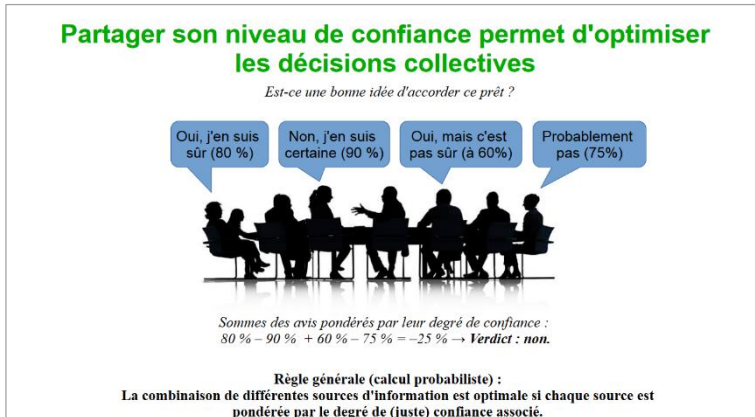 Partager son niveau de confiance permet d'optimiser
les décisions collectives
Est-ce une bonne idée d'accorder ce prêt ?
Oui, j'en suis
sûr (80 %)
Non, j'en suis
certaine (90 %)
Oui, mais c'est
pas sûr (à 60%)
Probablement
pas (75%)
Sommes des avis pondérés par leur degré de confiance :
80 % – 90 % + 60 % – 75 % = –25 % → Verdict : non.
Règle générale (calcul probabiliste) :
La combinaison de différentes sources d'information est optimale si chaque source est
pondérée par le degré de (juste) confiance associé.